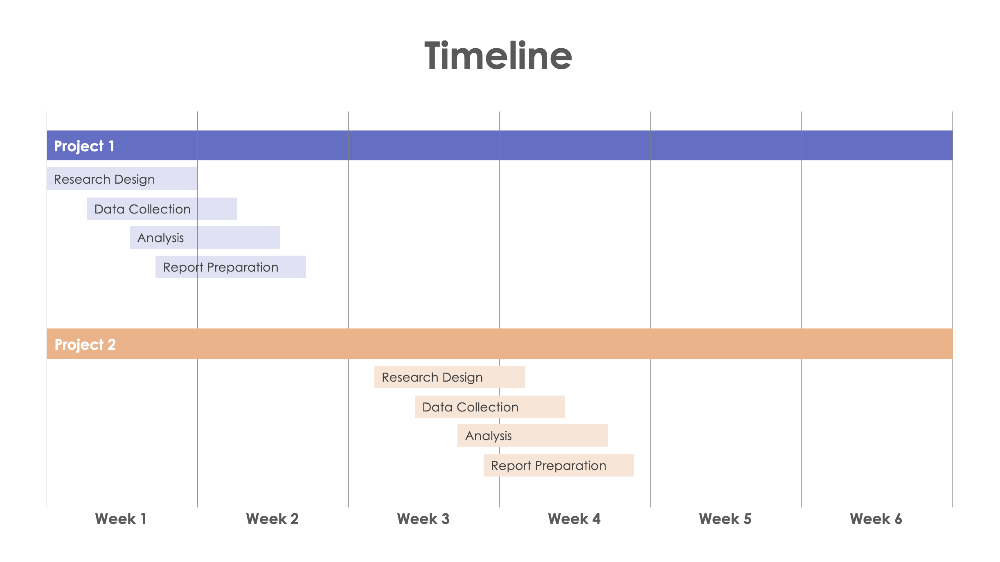 Timeline
Project 1
Research Design
Data Collection
Analysis
Report Preparation
Project 2
Research Design
Data Collection
Analysis
Report Preparation
Week 1 Week 2 Week 3 Week 4 Week 5 Week 6